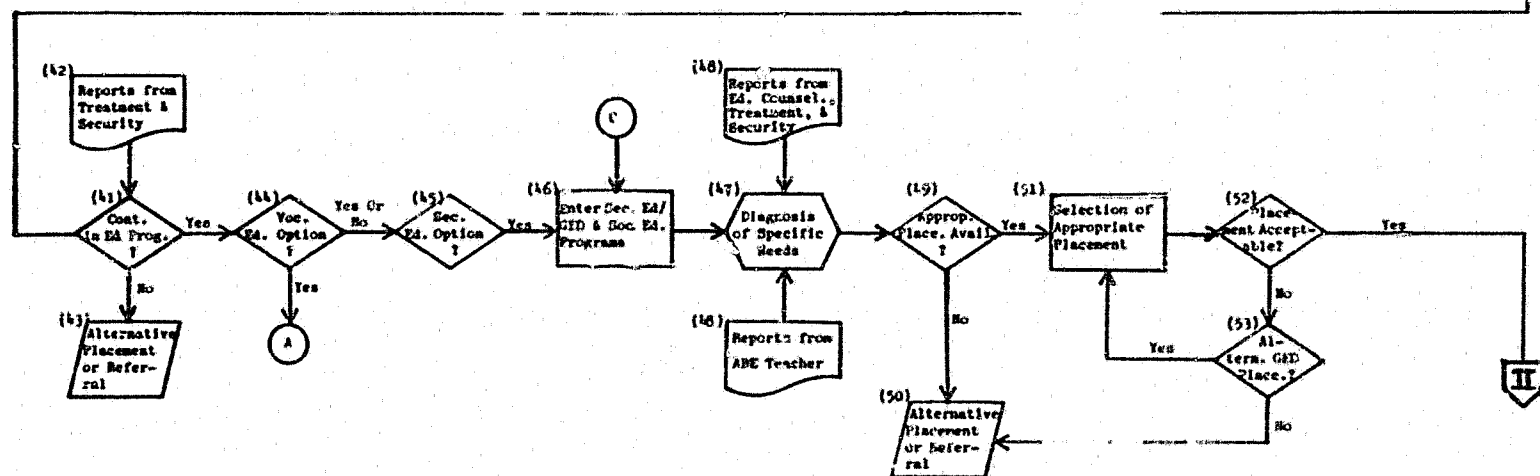 (42)
Reports from
Treatment &
Security
(41)
Cont.
in Ed Prog.
?
Yes
No
(43)
Alternative
Placement
or Refer-
ral
(44)
Voc.
Ed. Option
?
Yes Or
No
Yes
A
(45)
Sec.
Ed. Option
?
Yes
C
(46)
Enter Sec. Ed/
GED & Soc. Ed.
Programs
(48)
Reports from
Ed. Counsel.,
Treatment, &
Security
(47)
Diagnosis
of Specific
Needs
(48)
Reports from
ABE Teacher
(49)
Approp.
Place. Avail.
?
Yes
No
(50)
Alternative
Placement
or Refer-
ral
(51)
Selection of
Appropriate
Placement
(52)
Place-
ment Accept-
able?
Yes
No
(53)
Al-
tern. GED
Place.?
Yes
No
II